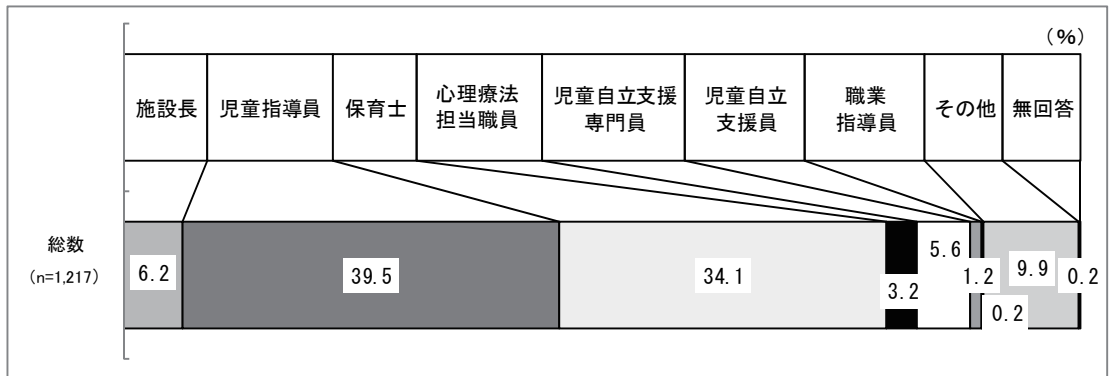 (％)
施設長
児童指導員
保育士
心理療法
担当職員
児童自立支援
専門員
児童自立
支援員
職業
指導員
その他
無回答
総数
(n=1,217)
6.2
39.5
34.1
3.2
5.6
1.2
0.2
9.9
0.2